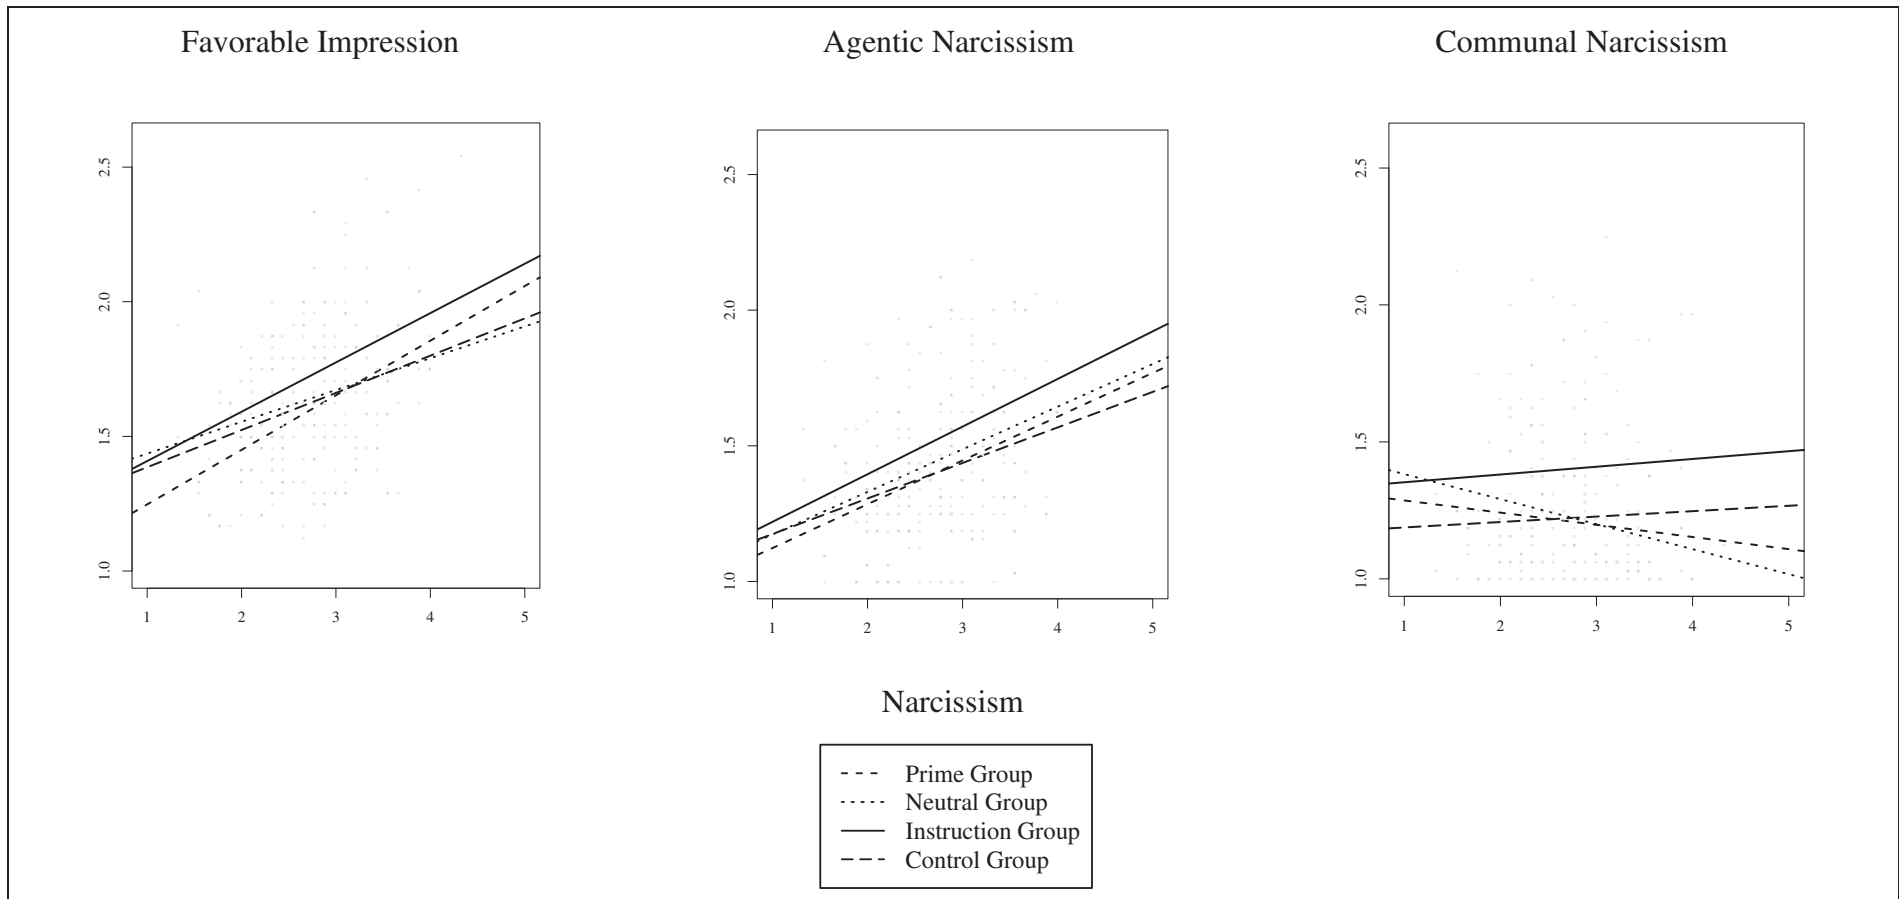 Favorable Impression
Agentic Narcissism
Communal Narcissism
2.5
2.0
1.5
1.0
1 2 3 4 5
2.5
2.0
1.5
1.0
1 2 3 4 5
2.5
2.0
1.5
1.0
1 2 3 4 5
Narcissism
Prime Group
Neutral Group
Instruction Group
Control Group